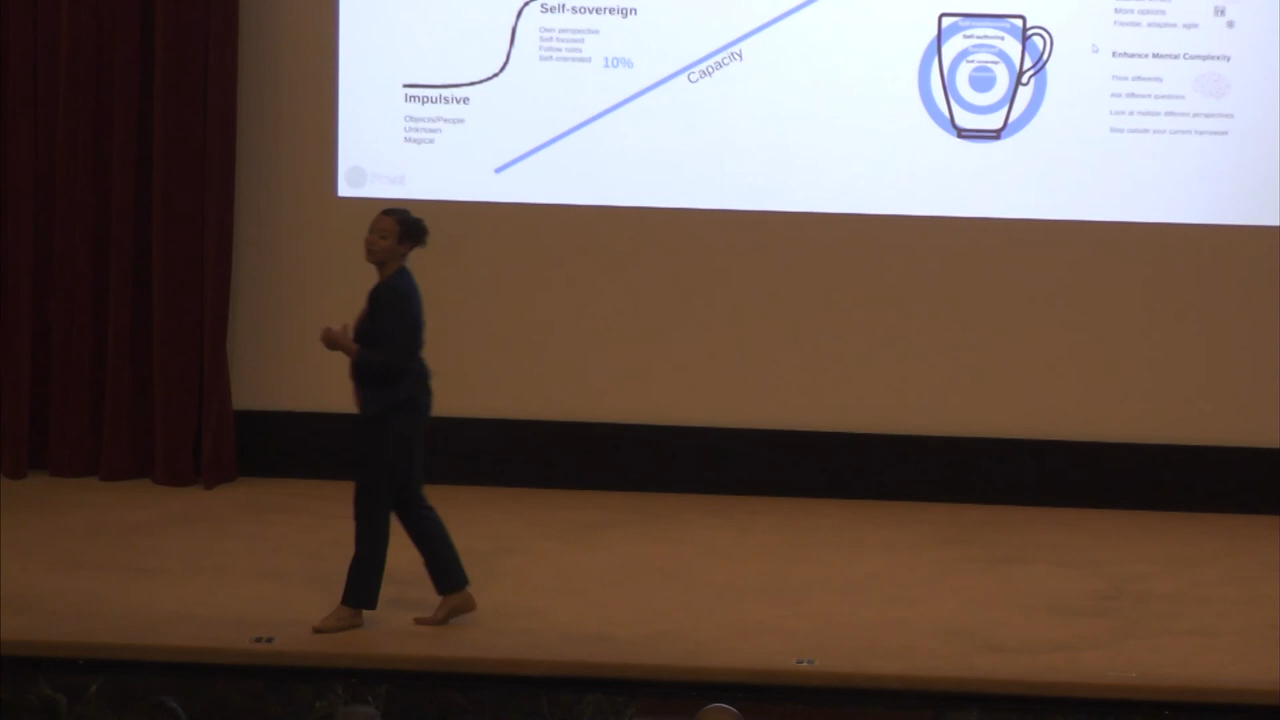 Self-sovereign
Own perspective
Self-focused
Follow rules
Self-orientated
10%
Impulsive
Objects/People
Unknown
Magical
Capacity
Self-authoring
Socialised
Self-sovereign
More options
Flexible, adaptive, agile
Enhance Mental Complexity
Think differently
Ask different questions
Look at multiple different perspectives
Step outside your current framework